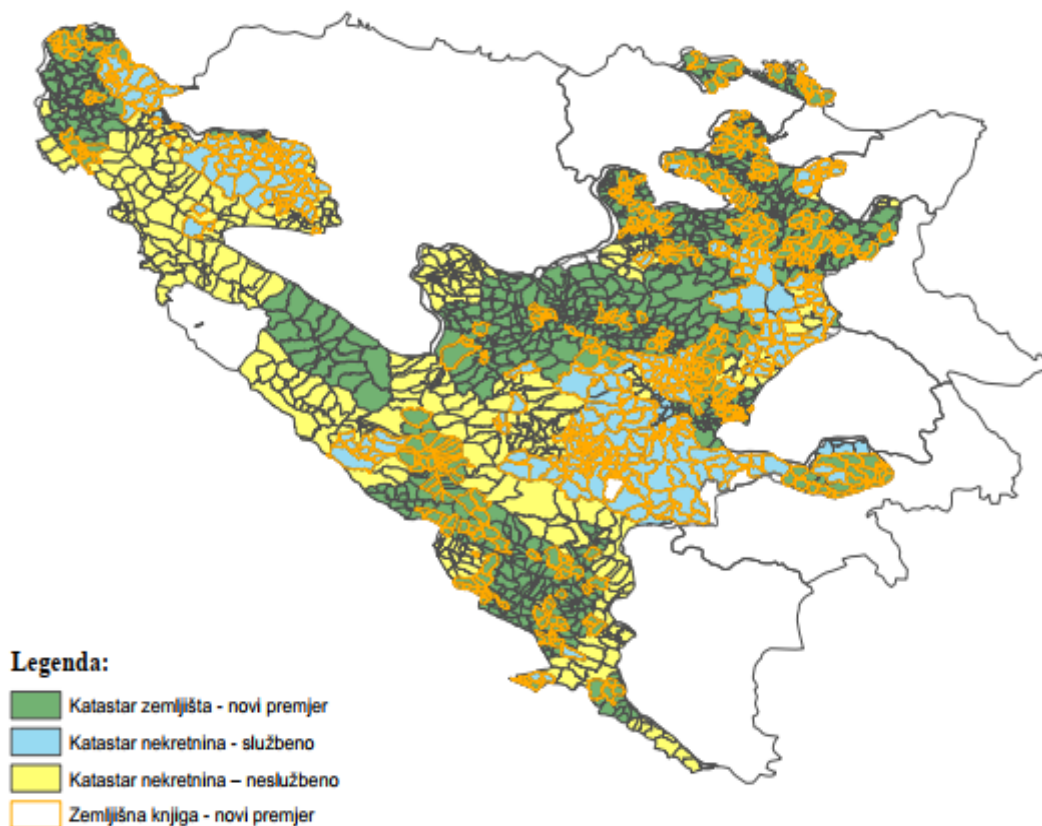 Legenda:
Katastar zemljišta - novi premjer
Katastar nekretnina - službeno
Katastar nekretnina – neslužbeno
Zemljišna knjiga - novi premjer